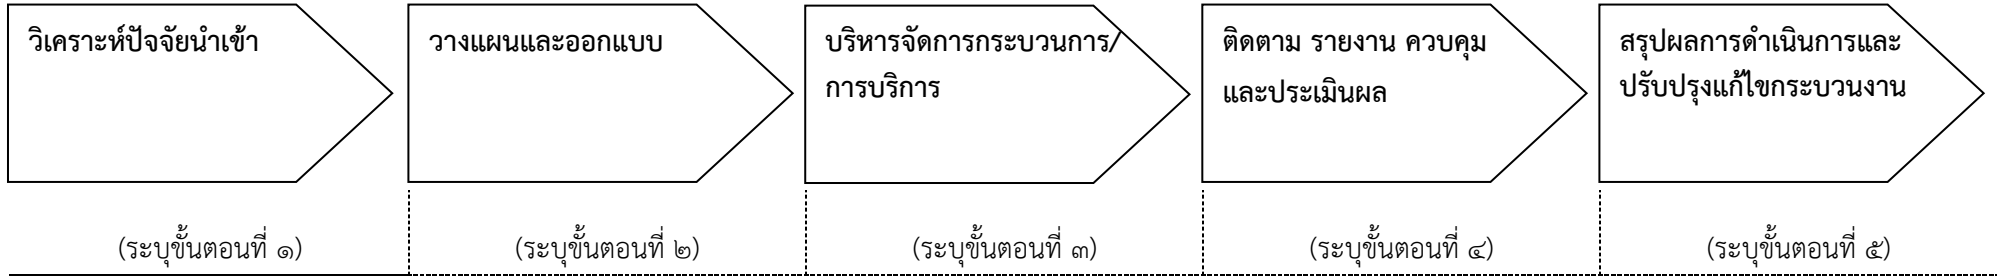 วิเคราะห์ปัจจัยนำเข้า
วางแผนและออกแบบ
บริหารจัดการกระบวนการ/
การบริการ
ติดตาม รายงาน ควบคุม
และประเมินผล
สรุปผลการดำเนินการและ
ปรับปรุงแก้ไขกระบวนงาน
(ระบุขั้นตอนที่ ๑)
(ระบุขั้นตอนที่ ๒)
(ระบุขั้นตอนที่ ๓)
(ระบุขั้นตอนที่ ๔)
(ระบุขั้นตอนที่ ๕)